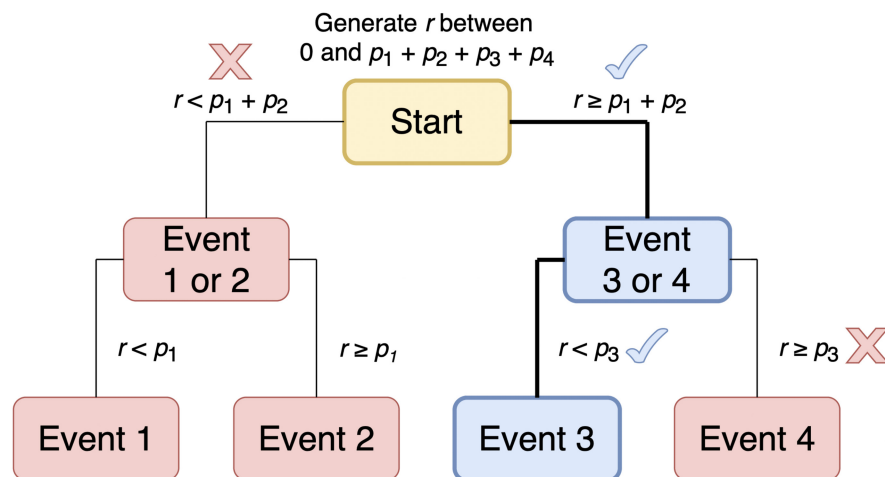 Generate r between
0 and p₁ + p₂ + p₃ + p₄
r < p₁ + p₂
r ≥ p₁ + p₂
Start
Event
1 or 2
Event
3 or 4
r < p₁
r ≥ p₁
r < p₃
r ≥ p₃
Event 1
Event 2
Event 3
Event 4